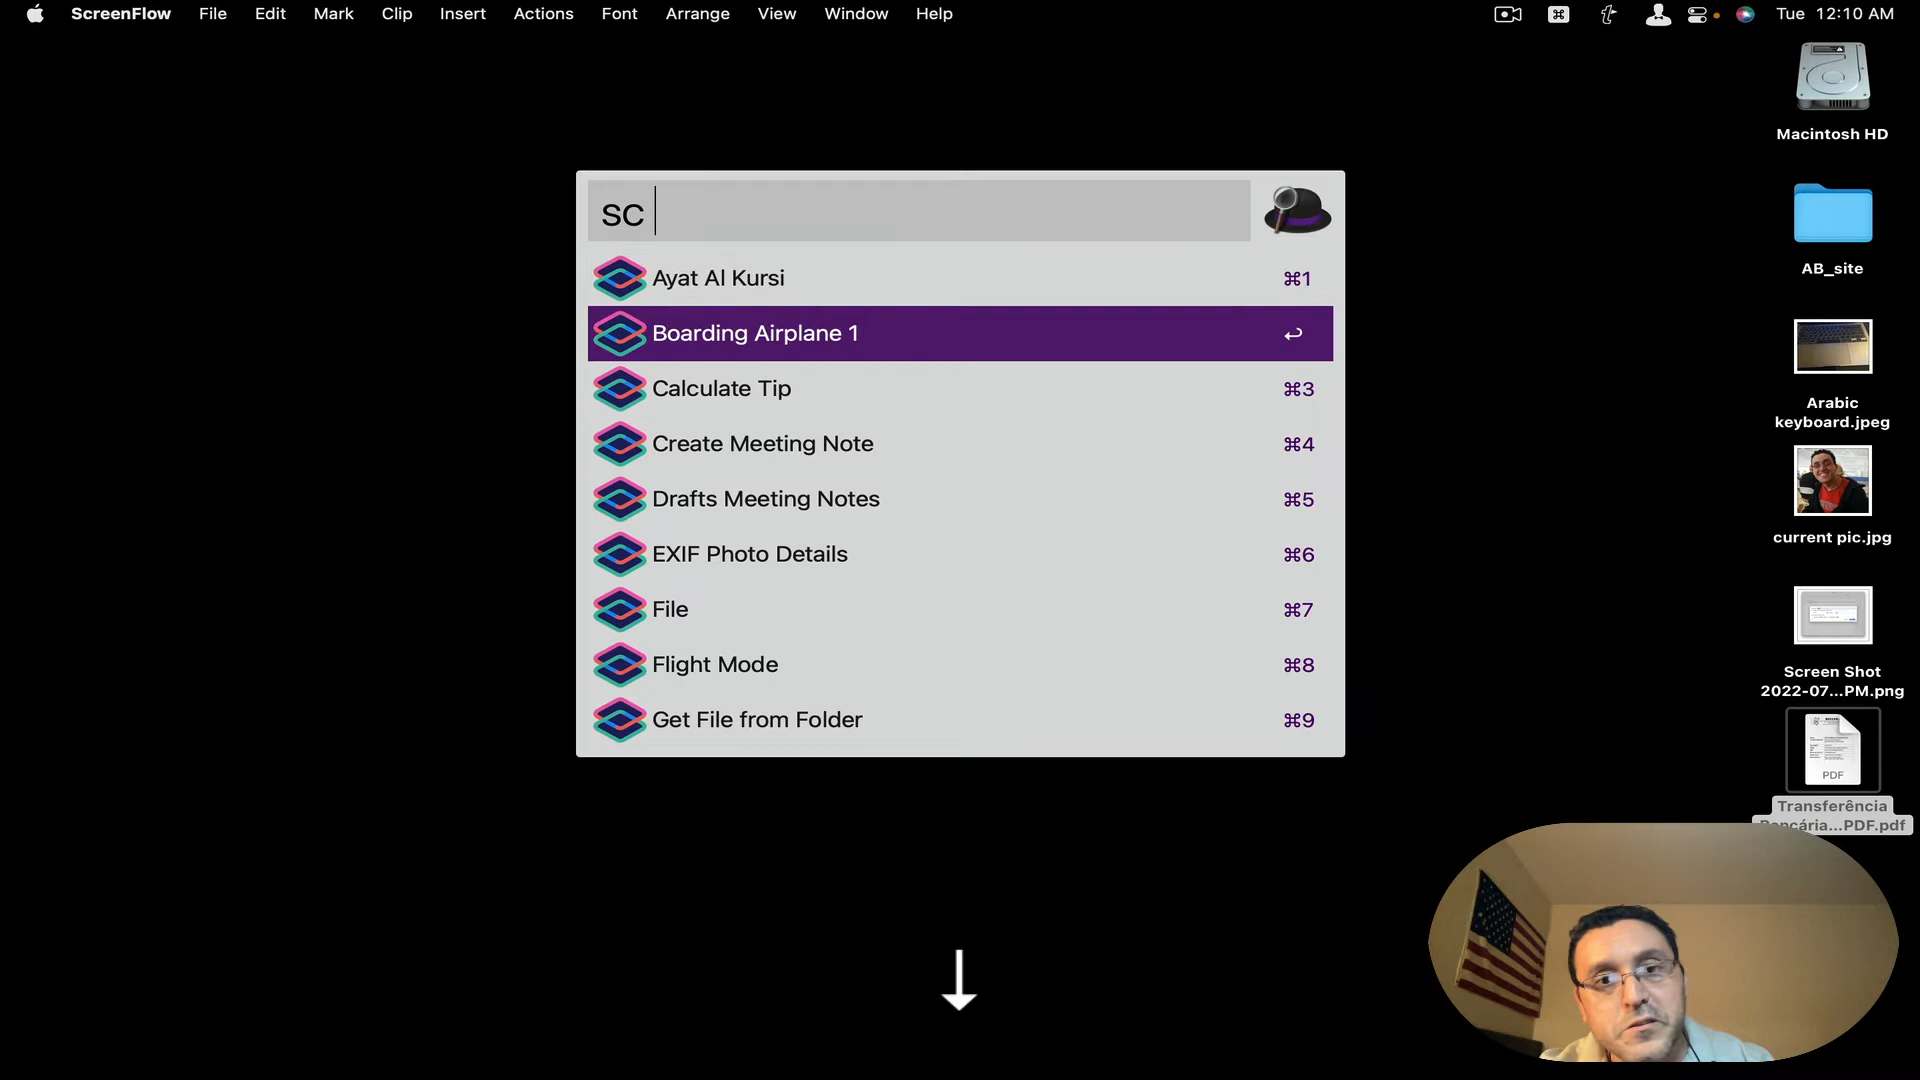 ScreenFlow File Edit Mark Clip Insert Actions Font Arrange View Window Help Tue 12:10 AM
Macintosh HD
SC
Ayat Al Kursi ⌘1
Boarding Airplane 1 ↩
Calculate Tip ⌘3
Create Meeting Note ⌘4
Drafts Meeting Notes ⌘5
EXIF Photo Details ⌘6
File ⌘7
Flight Mode ⌘8
Get File from Folder ⌘9
AB_site
Arabic
keyboard.jpeg
current pic.jpg
Screen Shot
2022-07...PM.png
PDF
Transferência
Bancária...PDF.pdf